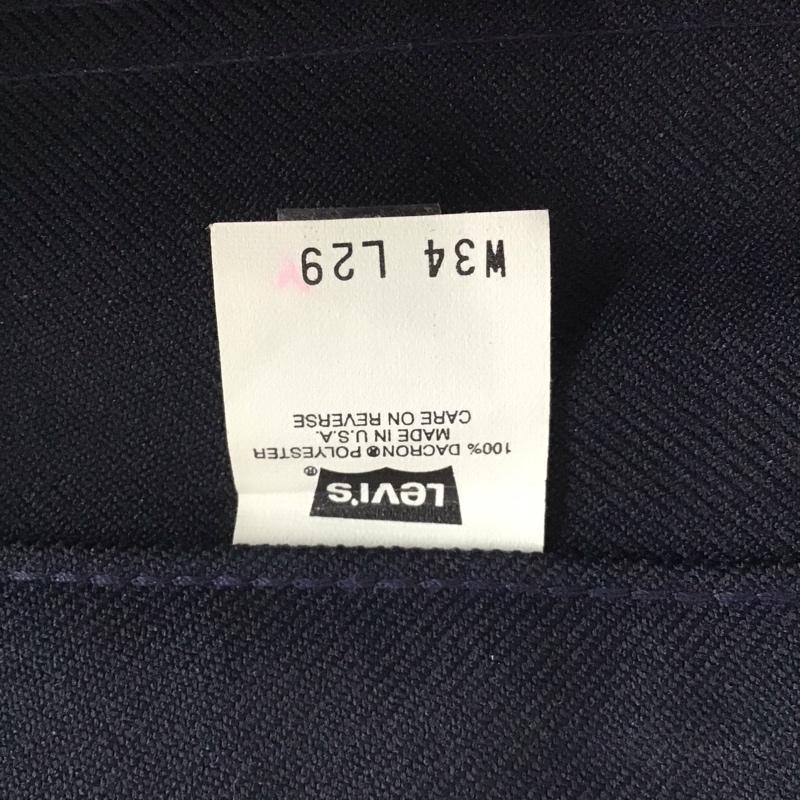 Levi's®
100% DACRON® POLYESTER
MADE IN U.S.A.
CARE ON REVERSE
W34 L29